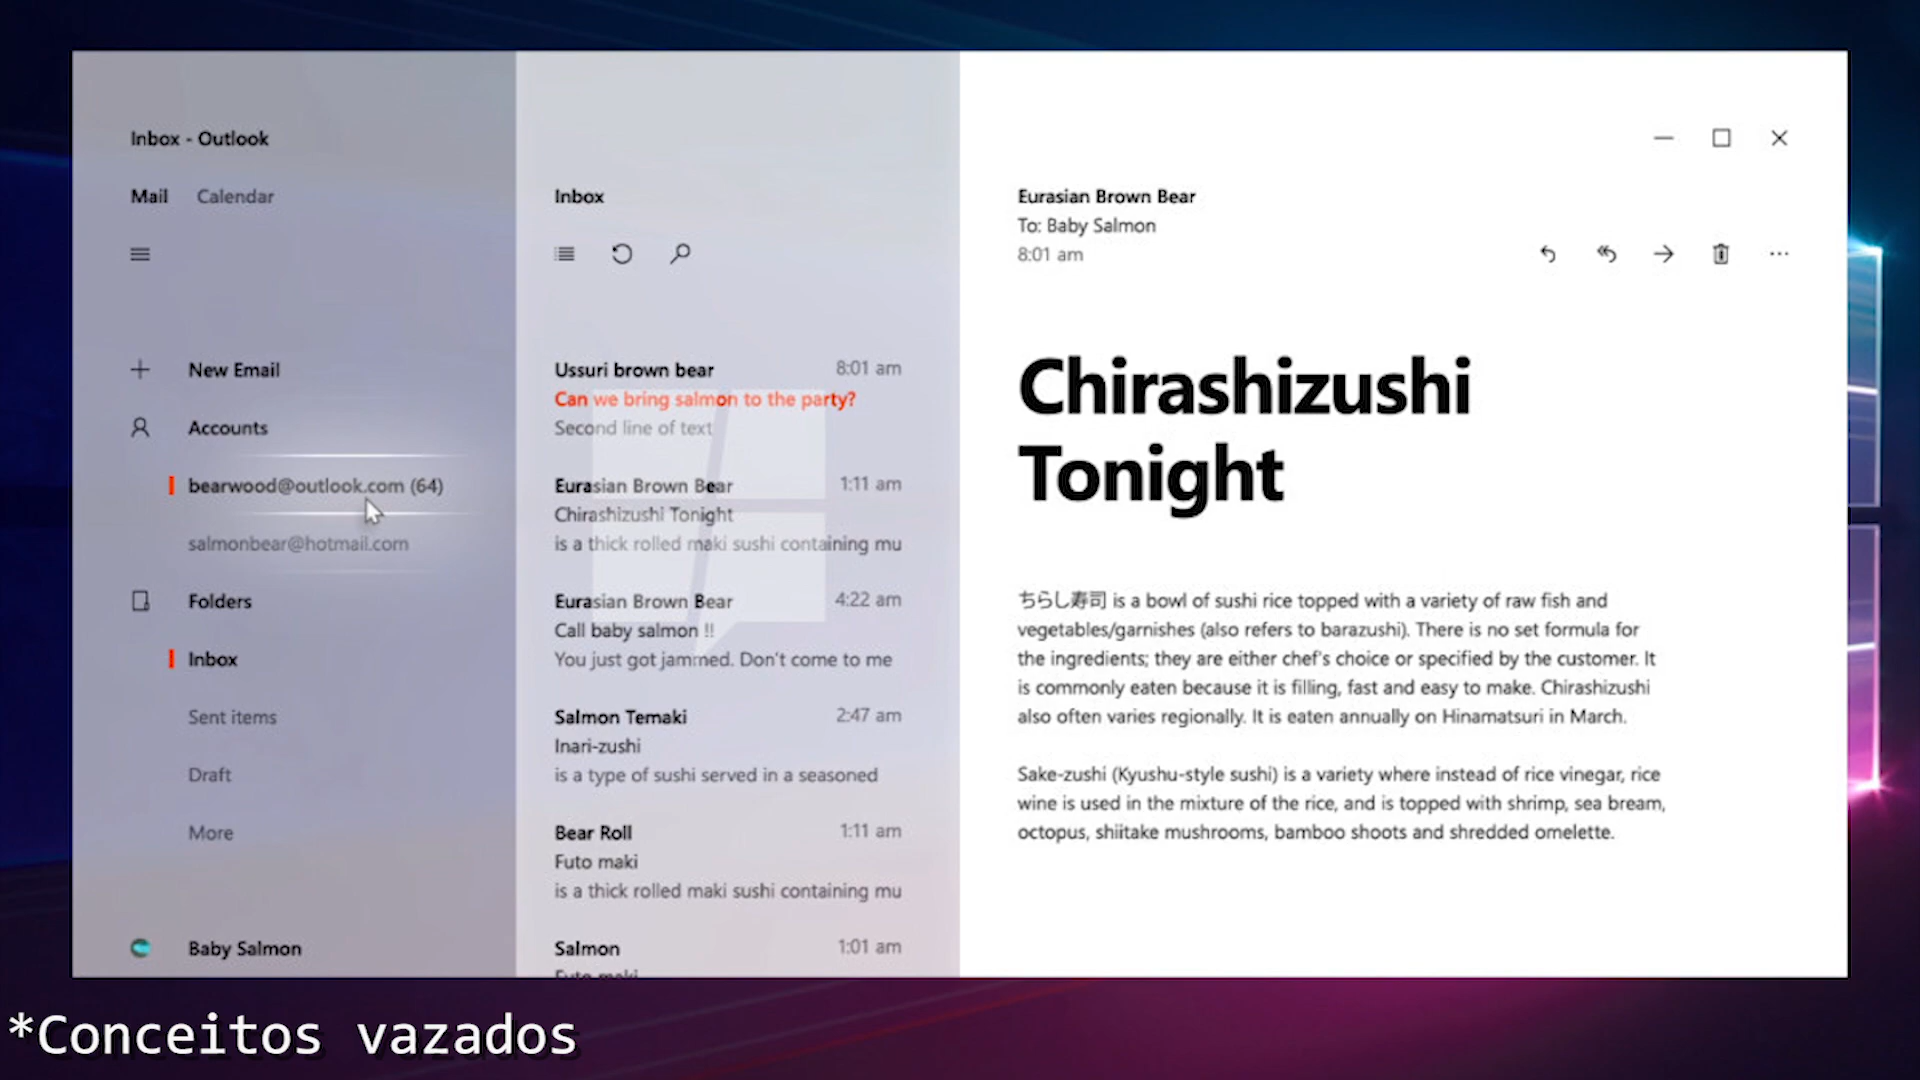 Inbox - Outlook
Mail Calendar
New Email
Accounts
bearwood@outlook.com (64)
salmonbear@hotmail.com
Folders
Inbox
Sent items
Draft
More
Baby Salmon
Inbox
Ussuri brown bear 8:01 am
Can we bring salmon to the party?
Second line of text
Eurasian Brown Bear 1:11 am
Chirashizushi Tonight
is a thick rolled maki sushi containing mu
Eurasian Brown Bear 4:22 am
Call baby salmon !!
You just got jammed. Don't come to me
Salmon Temaki 2:47 am
Inari-zushi
is a type of sushi served in a seasoned
Bear Roll 1:11 am
Futo maki
is a thick rolled maki sushi containing mu
Salmon 1:01 am
Futo maki
Eurasian Brown Bear
To: Baby Salmon
8:01 am
Chirashizushi
Tonight
ちらし寿司 is a bowl of sushi rice topped with a variety of raw fish and
vegetables/garnishes (also refers to barazushi). There is no set formula for
the ingredients; they are either chef's choice or specified by the customer. It
is commonly eaten because it is filling, fast and easy to make. Chirashizushi
also often varies regionally. It is eaten annually on Hinamatsuri in March.
Sake-zushi (Kyushu-style sushi) is a variety where instead of rice vinegar, rice
wine is used in the mixture of the rice, and is topped with shrimp, sea bream,
octopus, shiitake mushrooms, bamboo shoots and shredded omelette.
*Conceitos vazados